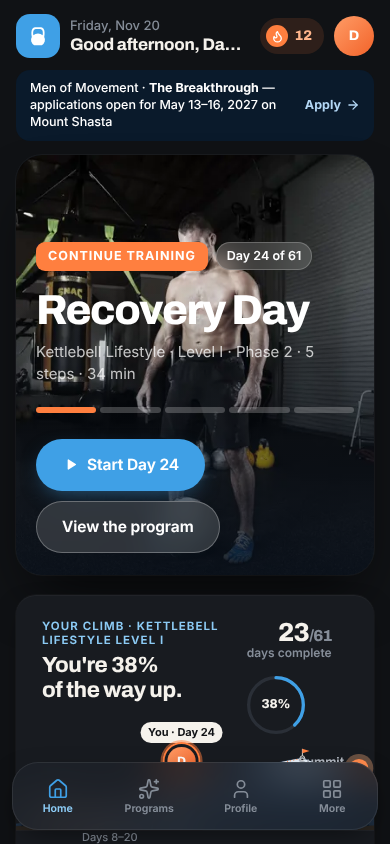 Friday, Nov 20
Good afternoon, Da...
12
D
Men of Movement · The Breakthrough —
applications open for May 13–16, 2027 on
Mount Shasta
Apply →
CONTINUE TRAINING
Day 24 of 61
Recovery Day
Kettlebell Lifestyle · Level I · Phase 2 · 5
steps · 34 min
Start Day 24
View the program
YOUR CLIMB · KETTLEBELL
LIFESTYLE LEVEL I
23/61
days complete
You're 38%
of the way up.
38%
You · Day 24
D
Home
Programs
Profile
More
Days 8–20